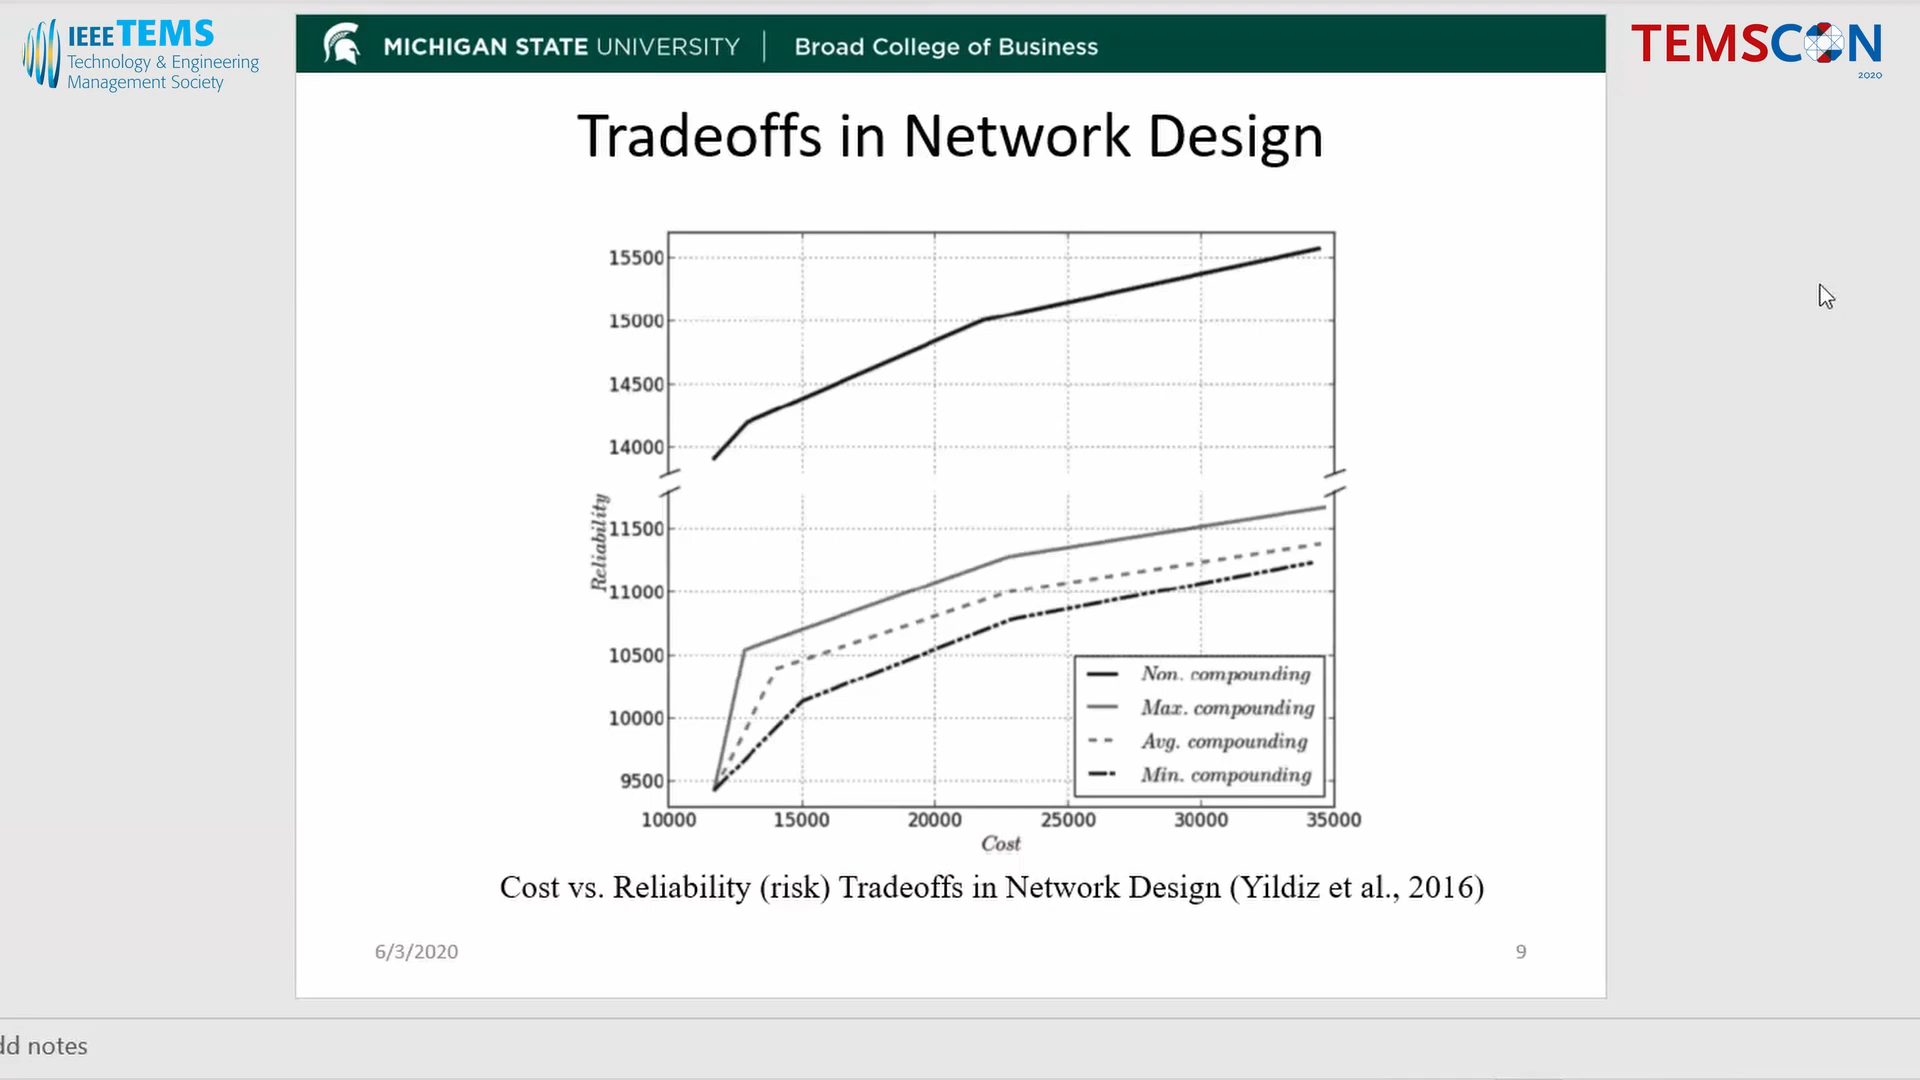 IEEE TEMS
Technology & Engineering
Management Society
MICHIGAN STATE UNIVERSITY | Broad College of Business
TEMSCON
2020
Tradeoffs in Network Design
15500
15000
14500
14000
Reliability
11500
11000
10500
10000
9500
Non. compounding
Max. compounding
Avg. compounding
Min. compounding
10000 15000 20000 25000 30000 35000
Cost
Cost vs. Reliability (risk) Tradeoffs in Network Design (Yildiz et al., 2016)
6/3/2020
9
dd notes